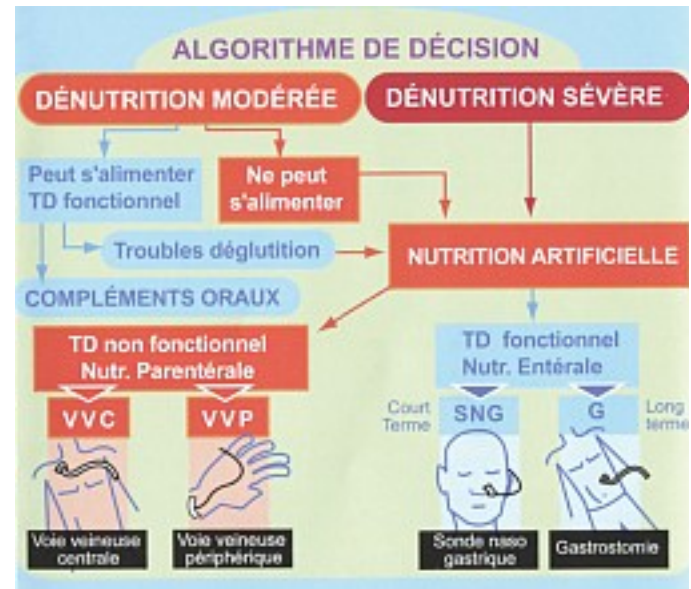 ALGORITHME DE DÉCISION
DÉNUTRITION MODÉRÉE
DÉNUTRITION SÉVÈRE
Peut s'alimenter
TD fonctionnel
Ne peut
s'alimenter
Troubles déglutition
NUTRITION ARTIFICIELLE
COMPLÉMENTS ORAUX
TD non fonctionnel
Nutr. Parentérale
TD fonctionnel
Nutr. Entérale
VVC
VVP
Court
Terme
SNG
G
Long
terme
Voie veineuse
centrale
Voie veineuse
périphérique
Sonde naso
gastrique
Gastrostomie